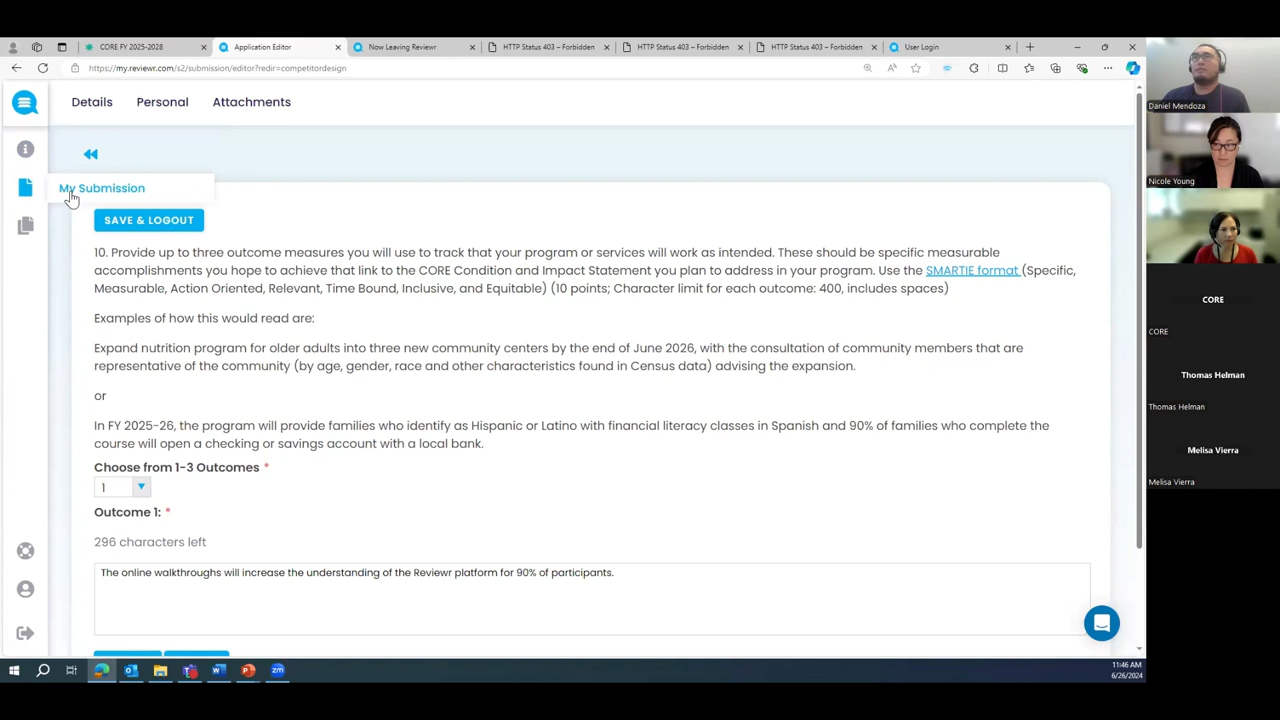 CORE FY 2025-2028
Application Editor
Now Leaving Reviewr
HTTP Status 403 – Forbidden
HTTP Status 403 – Forbidden
HTTP Status 403 – Forbidden
User Login
https://my.reviewr.com/s2/submission/editor?redir=competitordesign
Details Personal Attachments
My Submission
SAVE & LOGOUT
10. Provide up to three outcome measures you will use to track that your program or services will work as intended. These should be specific measurable
accomplishments you hope to achieve that link to the CORE Condition and Impact Statement you plan to address in your program. Use the SMARTIE format (Specific,
Measurable, Action Oriented, Relevant, Time Bound, Inclusive, and Equitable) (10 points; Character limit for each outcome: 400, includes spaces)
Examples of how this would read are:
Expand nutrition program for older adults into three new community centers by the end of June 2026, with the consultation of community members that are
representative of the community (by age, gender, race and other characteristics found in Census data) advising the expansion.
or
In FY 2025-26, the program will provide families who identify as Hispanic or Latino with financial literacy classes in Spanish and 90% of families who complete the
course will open a checking or savings account with a local bank.
Choose from 1-3 Outcomes *
1
Outcome 1: *
296 characters left
The online walkthroughs will increase the understanding of the Reviewr platform for 90% of participants.
11:46 AM
6/26/2024
Daniel Mendoza
Nicole Young
CORE
CORE
Thomas Helman
Thomas Helman
Melisa Vierra
Melisa Vierra